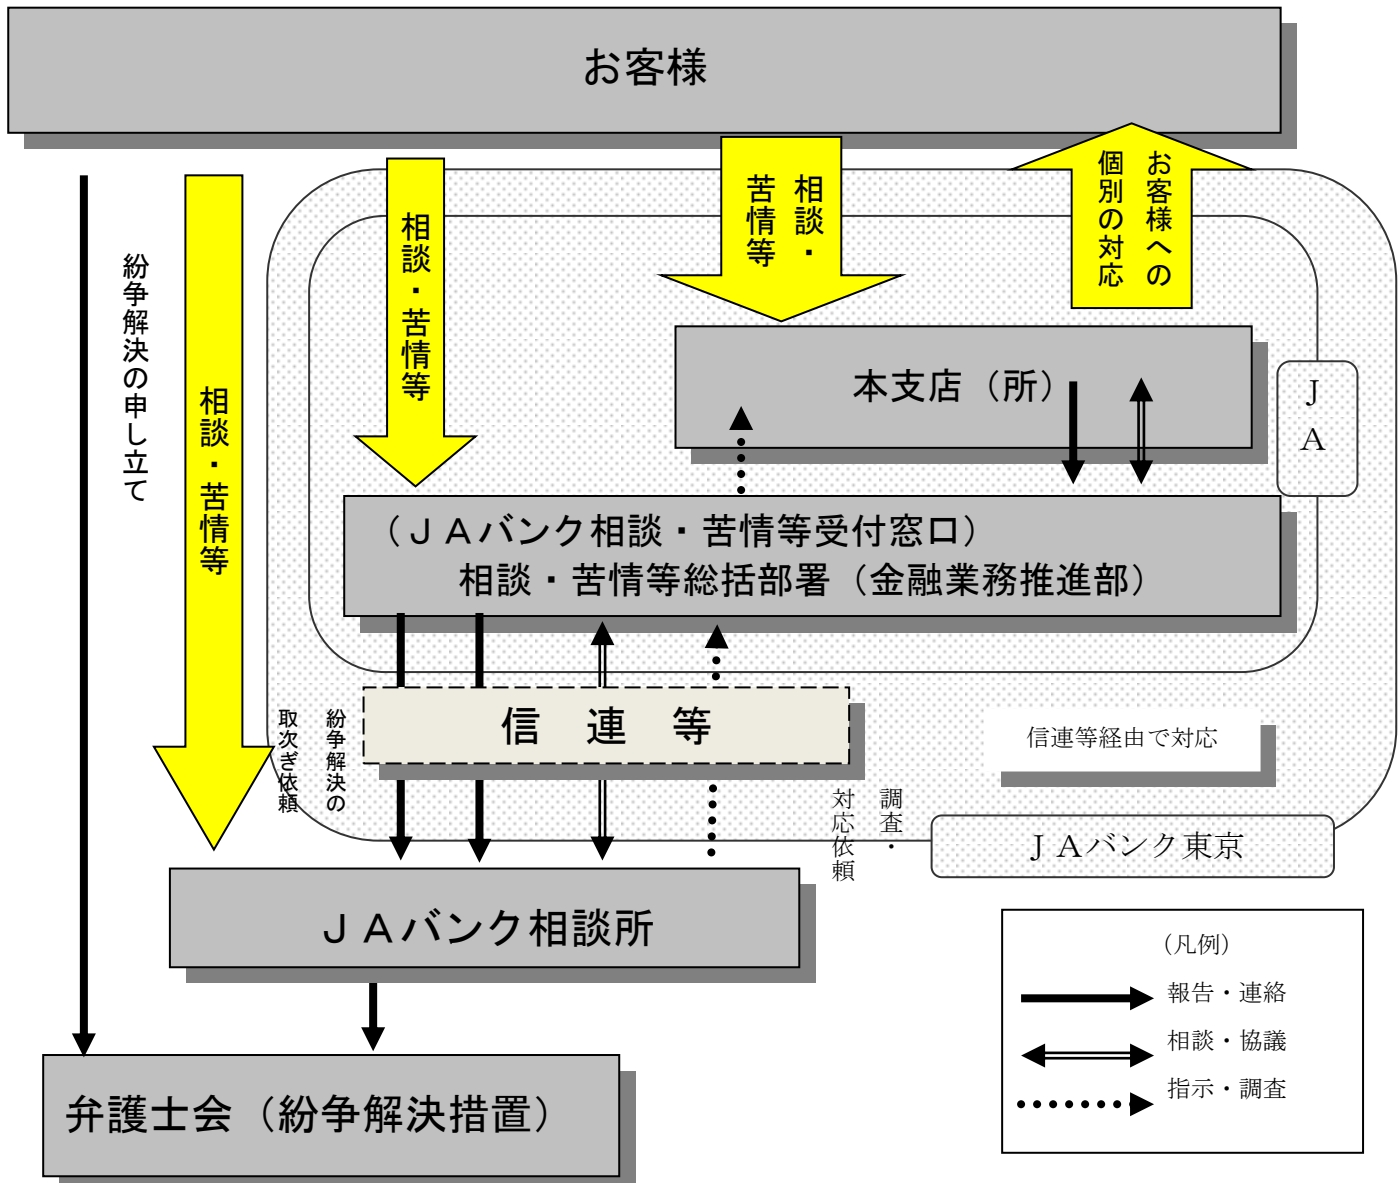 お客様
紛争解決の申し立て
相談・苦情等
相談・苦情等
相談・
苦情等
お客様への
個別の対応
本支店（所）
ＪＡ
（ＪＡバンク相談・苦情等受付窓口）
相談・苦情等総括部署（金融業務推進部）
紛争解決の
取次ぎ依頼
信　連　等
信連等経由で対応
調査・
対応依頼
ＪＡバンク東京
ＪＡバンク相談所
弁護士会（紛争解決措置）
（凡例）
報告・連絡
相談・協議
指示・調査